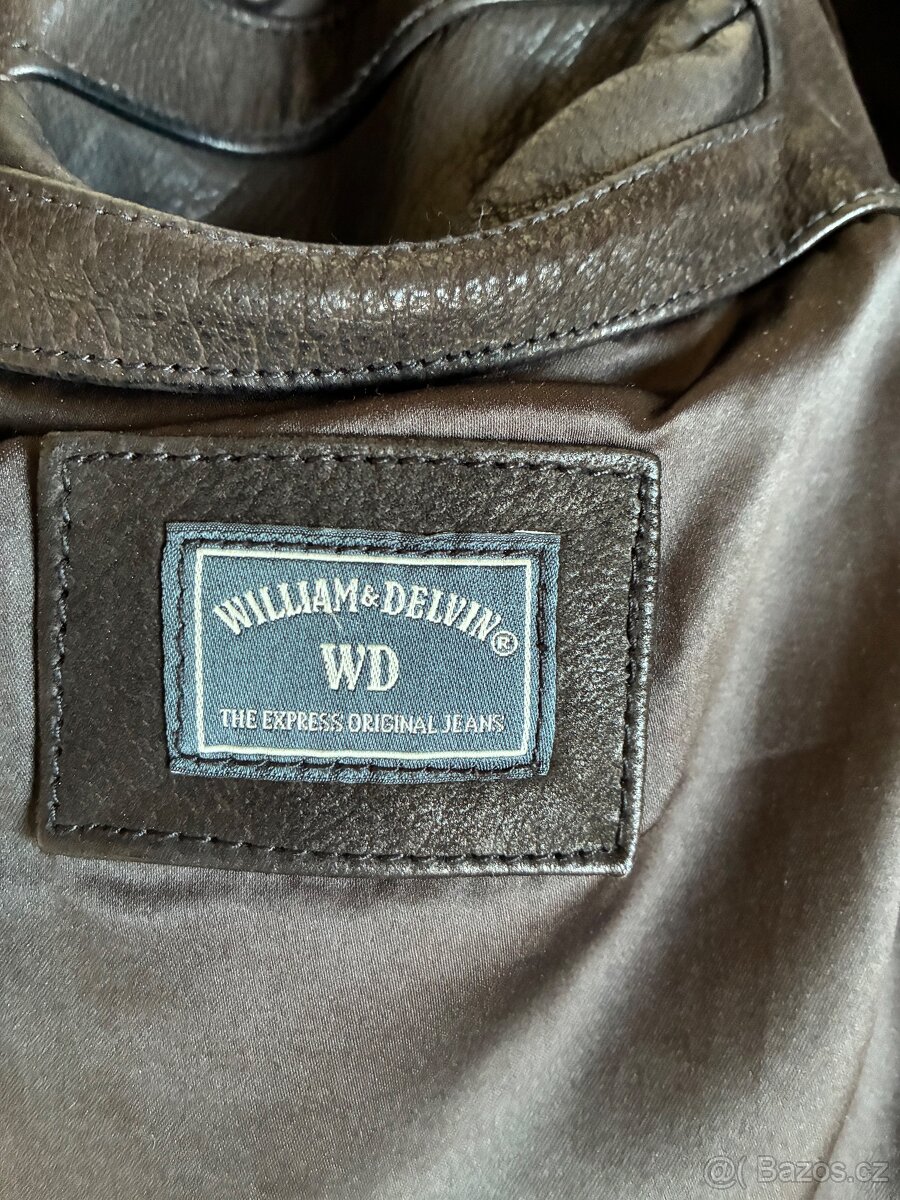 WILLIAM & DELVIN®
WD
THE EXPRESS ORIGINAL JEANS
@( Bazos.cz